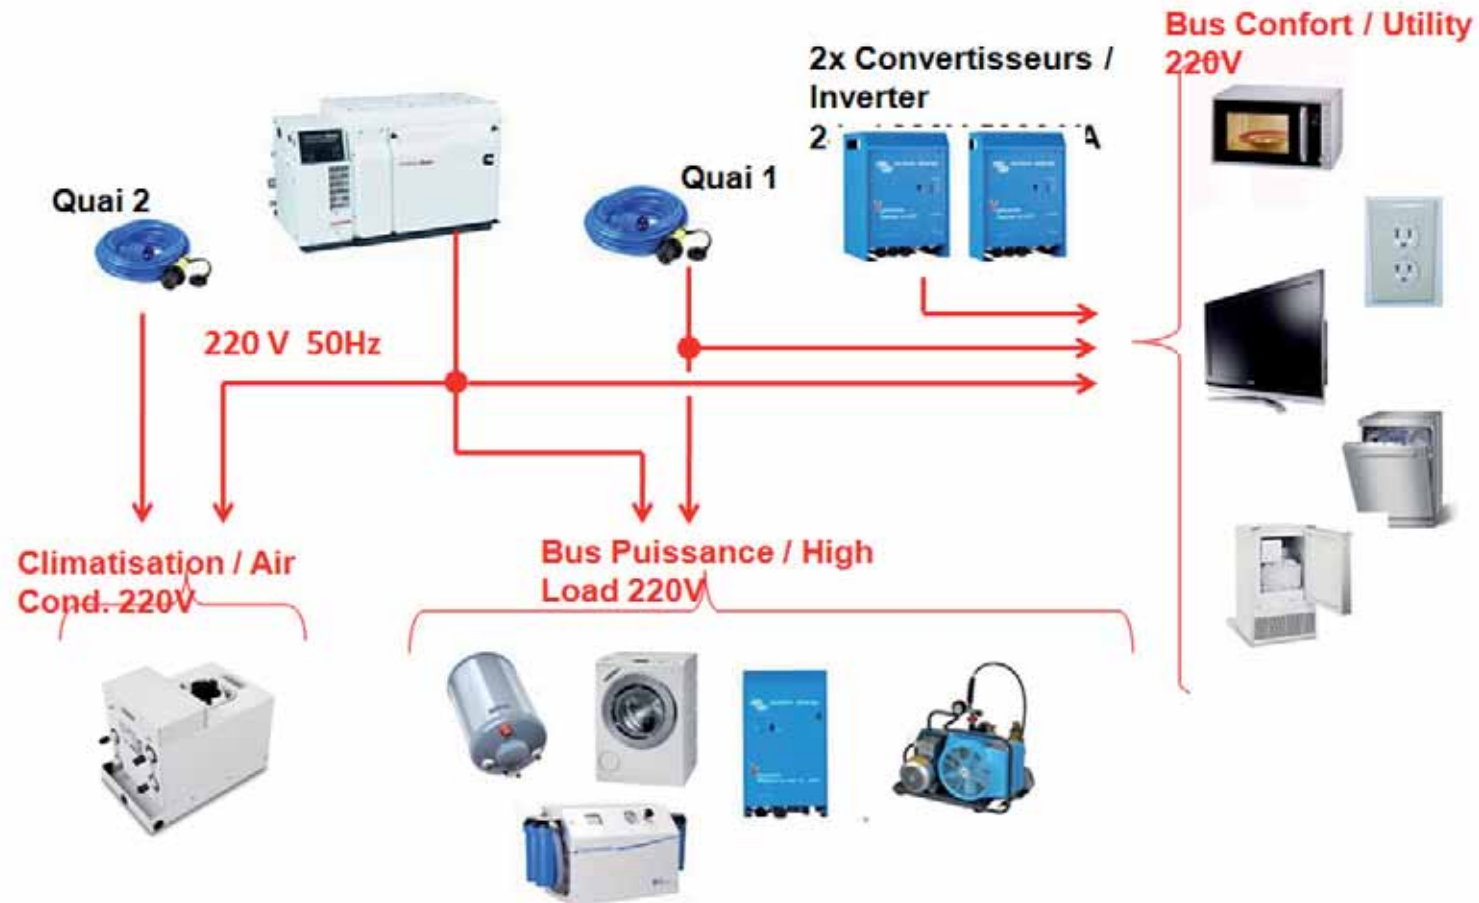 Bus Confort / Utility
220V
2x Convertisseurs /
Inverter
2
A
Quai 1
Quai 2
220 V 50Hz
Climatisation / Air
Cond. 220V
Bus Puissance / High
Load 220V